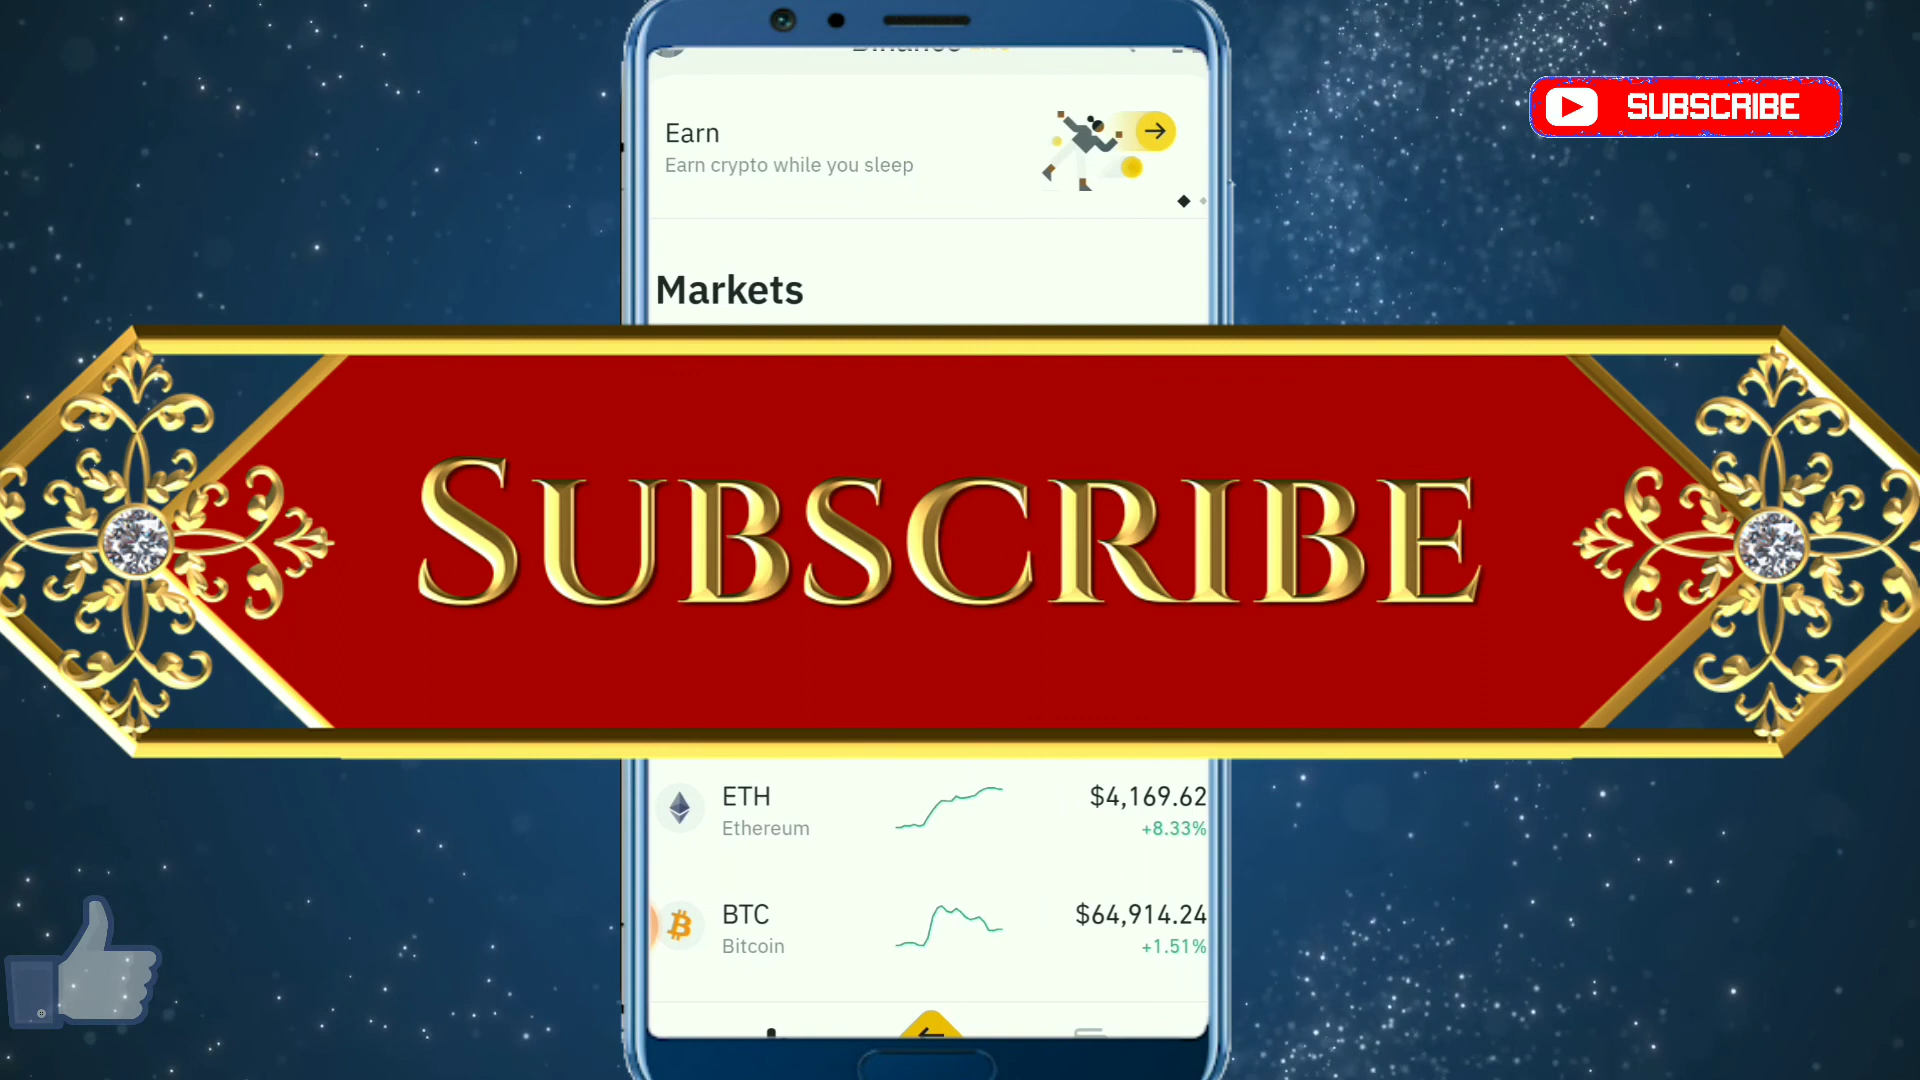 SUBSCRIBE
Earn
Earn crypto while you sleep
Markets
SUBSCRIBE
ETH $4,169.62
Ethereum +8.33%
BTC $64,914.24
Bitcoin +1.51%